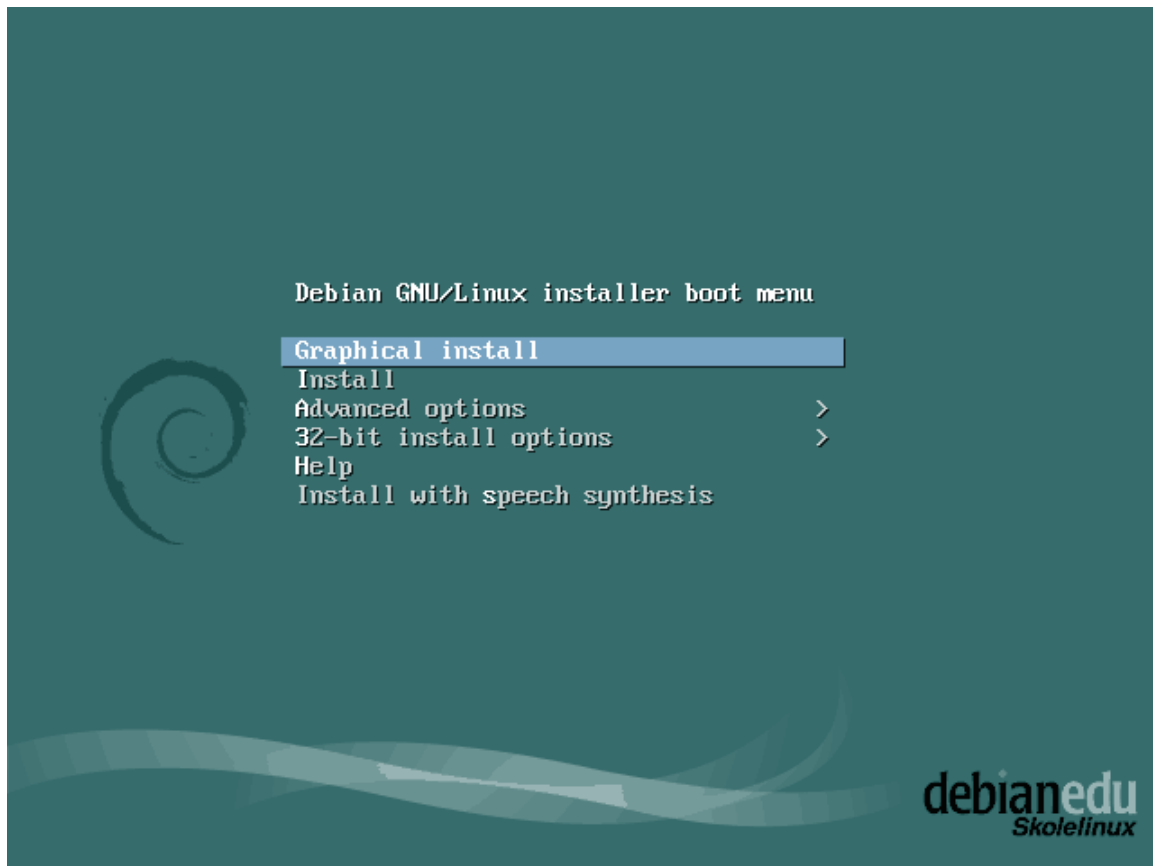 Debian GNU/Linux installer boot menu
Graphical install
Install
Advanced options >
32-bit install options >
Help
Install with speech synthesis
debianedu
Skolelinux